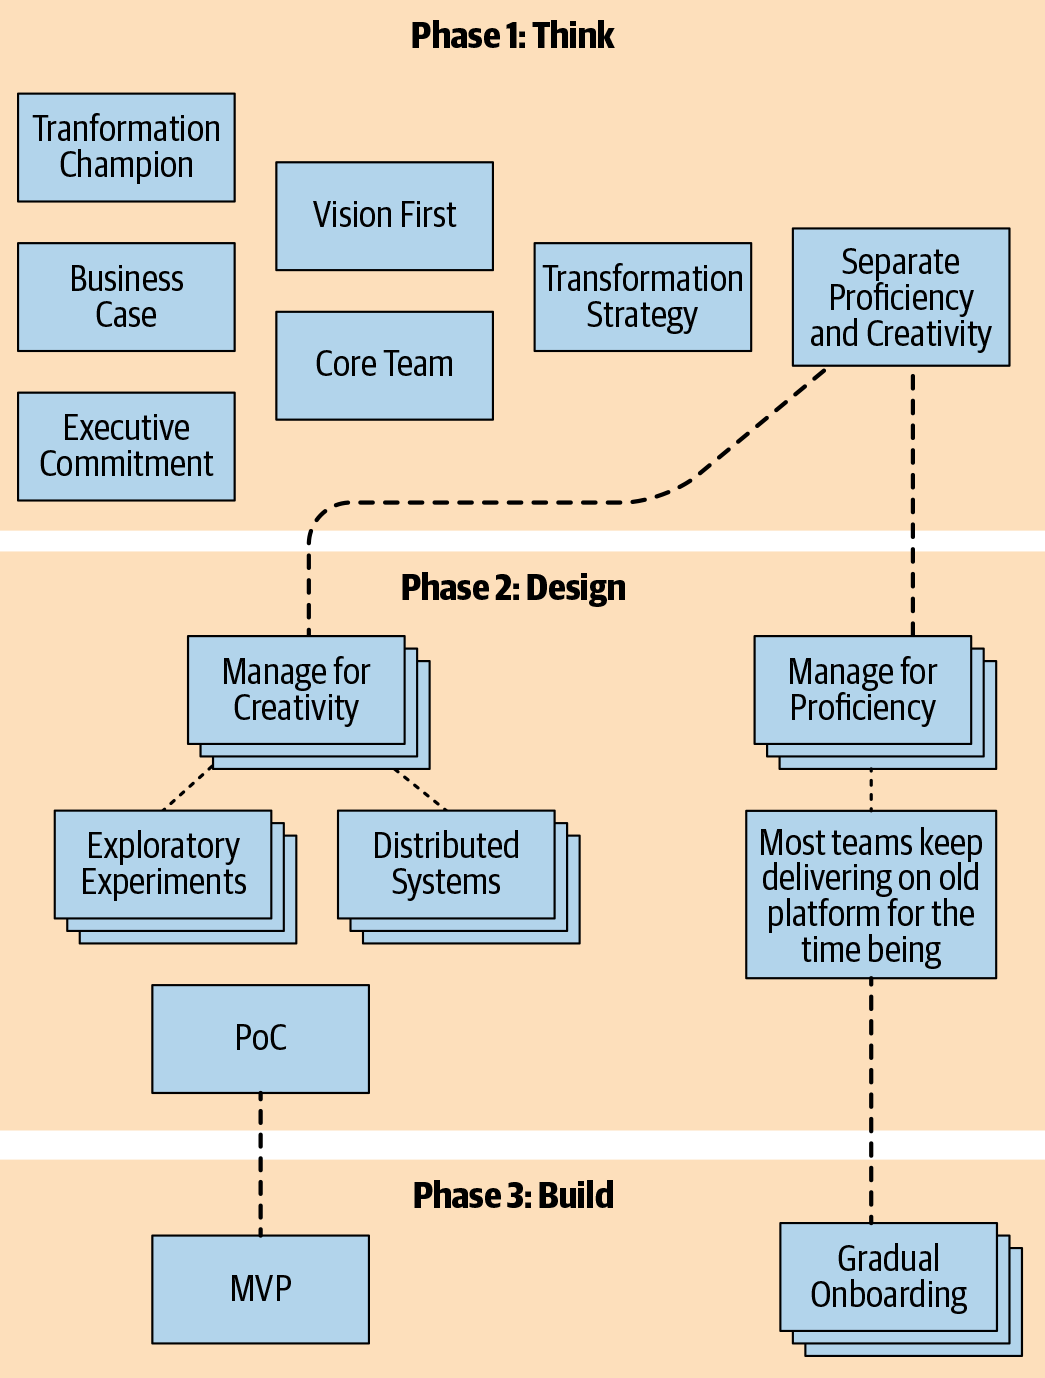 Phase 1: Think
Tranformation
Champion
Business
Case
Executive
Commitment
Vision First
Core Team
Transformation
Strategy
Separate
Proficiency
and Creativity
Phase 2: Design
Manage for
Creativity
Manage for
Proficiency
Exploratory
Experiments
Distributed
Systems
Most teams keep
delivering on old
platform for the
time being
PoC
Phase 3: Build
MVP
Gradual
Onboarding